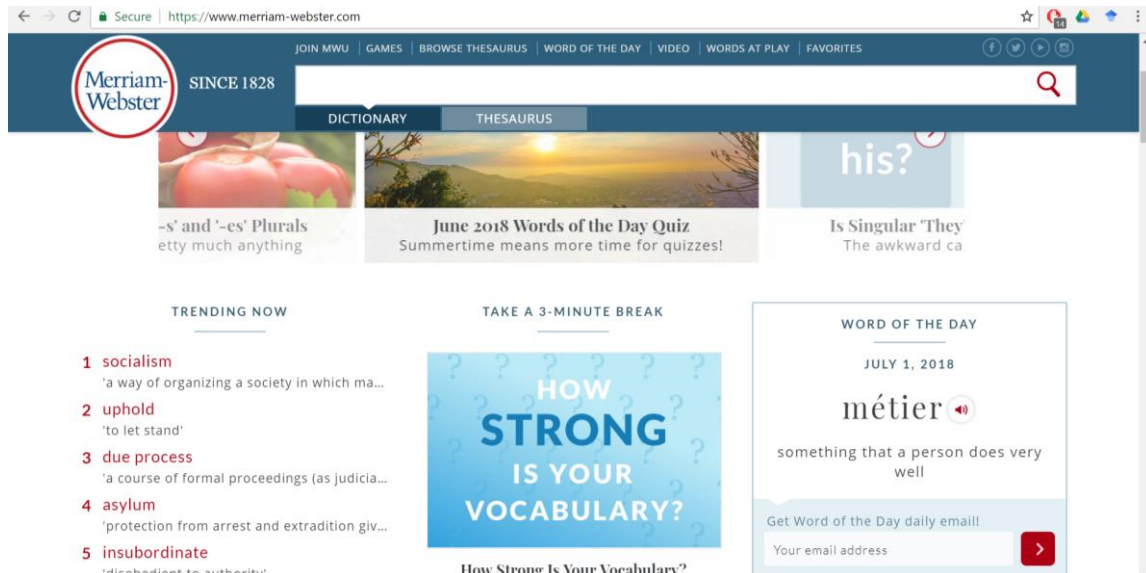 Secure https://www.merriam-webster.com
14
JOIN MWU GAMES BROWSE THESAURUS WORD OF THE DAY VIDEO WORDS AT PLAY FAVORITES
Merriam-
Webster
SINCE 1828
DICTIONARY THESAURUS
his?
-s' and '-es' Plurals
etty much anything
June 2018 Words of the Day Quiz
Summertime means more time for quizzes!
Is Singular 'They'
The awkward ca
TRENDING NOW
1 socialism
'a way of organizing a society in which ma...
2 uphold
'to let stand'
3 due process
'a course of formal proceedings (as judicia...
4 asylum
'protection from arrest and extradition giv...
5 insubordinate
'disobedient to authority'
TAKE A 3-MINUTE BREAK
HOW
STRONG
IS YOUR
VOCABULARY?
How Strong Is Your Vocabulary?
WORD OF THE DAY
JULY 1, 2018
métier
something that a person does very
well
Get Word of the Day daily email!
Your email address